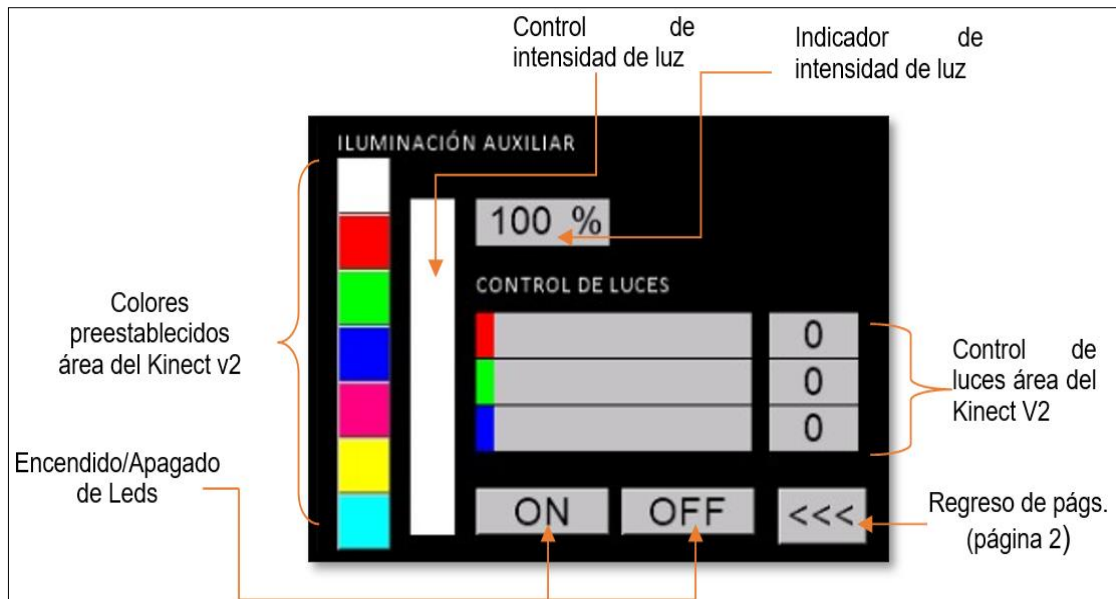 Control de
intensidad de luz
Indicador de
intensidad de luz
ILUMINACIÓN AUXILIAR
100 %
CONTROL DE LUCES
0
0
0
ON OFF <<<
Colores
preestablecidos
área del Kinect v2
Encendido/Apagado
de Leds
Control de
luces área del
Kinect V2
Regreso de págs.
(página 2)